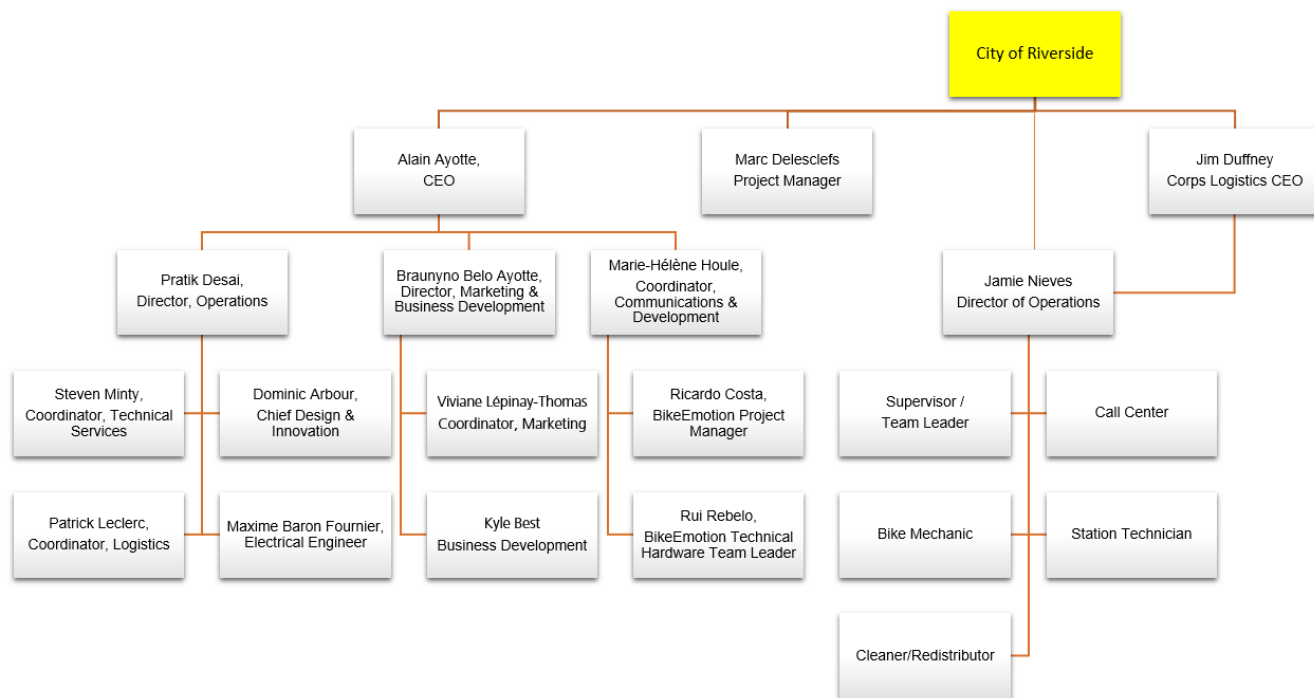 City of Riverside
Alain Ayotte,
CEO
Marc Delesclefs
Project Manager
Jim Duffney
Corps Logistics CEO
Pratik Desai,
Director, Operations
Braunyno Belo Ayotte,
Director, Marketing &
Business Development
Marie-Hélène Houle,
Coordinator,
Communications &
Development
Jamie Nieves
Director of Operations
Steven Minty,
Coordinator, Technical
Services
Dominic Arbour,
Chief Design &
Innovation
Viviane Lépinay-Thomas
Coordinator, Marketing
Ricardo Costa,
BikeEmotion Project
Manager
Supervisor /
Team Leader
Call Center
Patrick Leclerc,
Coordinator, Logistics
Maxime Baron Fournier,
Electrical Engineer
Kyle Best
Business Development
Rui Rebelo,
BikeEmotion Technical
Hardware Team Leader
Bike Mechanic
Station Technician
Cleaner/Redistributor